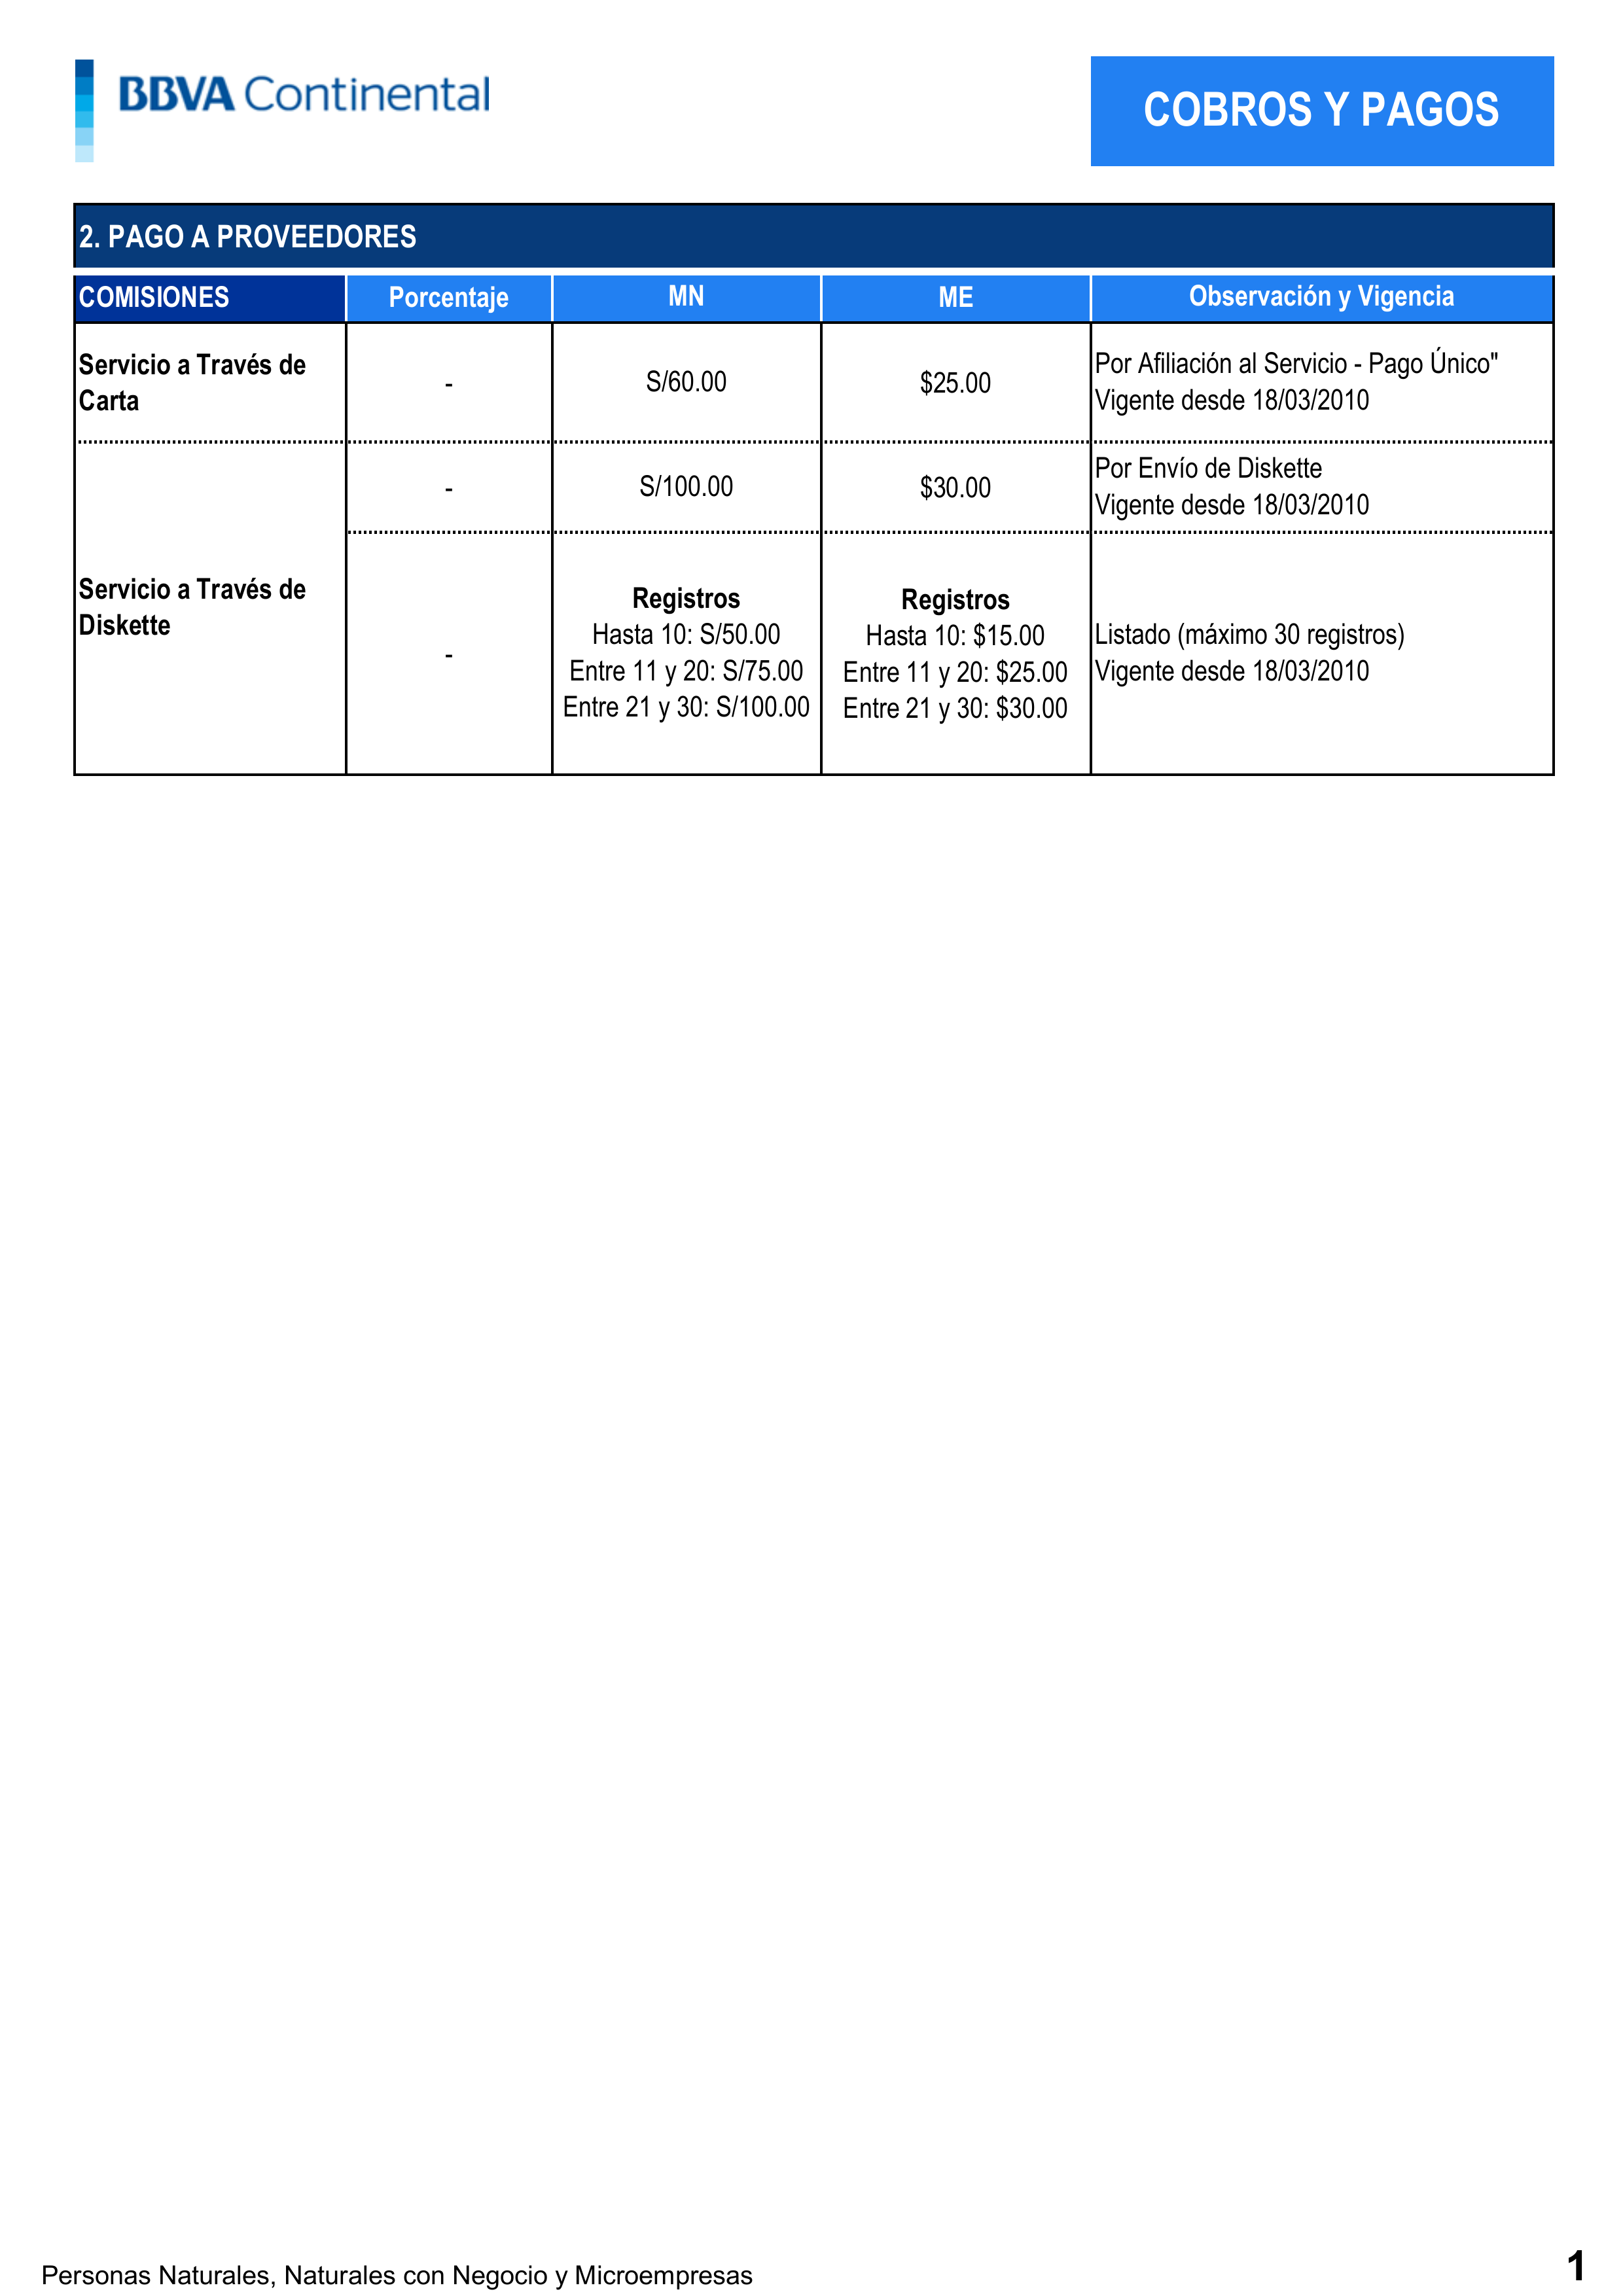 BBVA Continental
COBROS Y PAGOS
2. PAGO A PROVEEDORES
COMISIONES Porcentaje MN ME Observación y Vigencia
Servicio a Través de
Carta
-
S/60.00
$25.00
Por Afiliación al Servicio - Pago Único"
Vigente desde 18/03/2010
Servicio a Través de
Diskette
-
S/100.00
$30.00
Por Envío de Diskette
Vigente desde 18/03/2010
-
Registros
Hasta 10: S/50.00
Entre 11 y 20: S/75.00
Entre 21 y 30: S/100.00
Registros
Hasta 10: $15.00
Entre 11 y 20: $25.00
Entre 21 y 30: $30.00
Listado (máximo 30 registros)
Vigente desde 18/03/2010
Personas Naturales, Naturales con Negocio y Microempresas
1